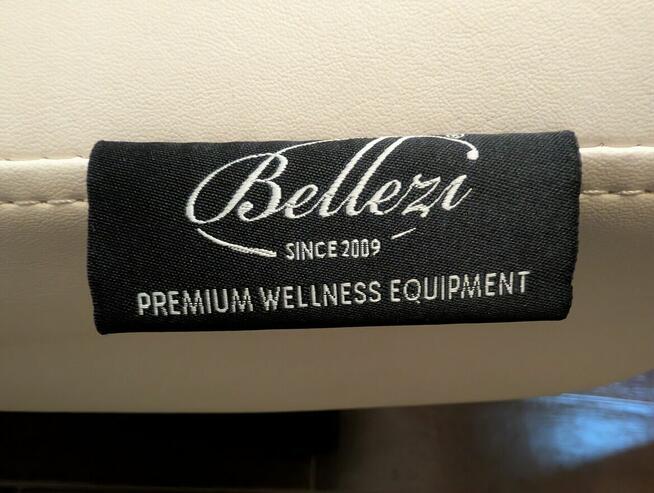 Bellezi
SINCE 2009
PREMIUM WELLNESS EQUIPMENT